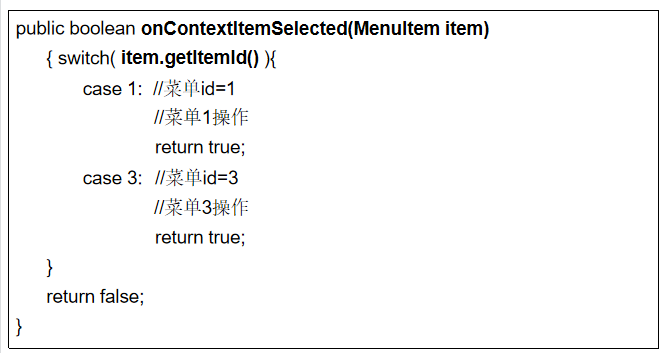 public boolean onContextItemSelected(MenuItem item)
{ switch( item.getItemId() ){
case 1: //菜单id=1
//菜单1操作
return true;
case 3: //菜单id=3
//菜单3操作
return true;
}
return false;
}